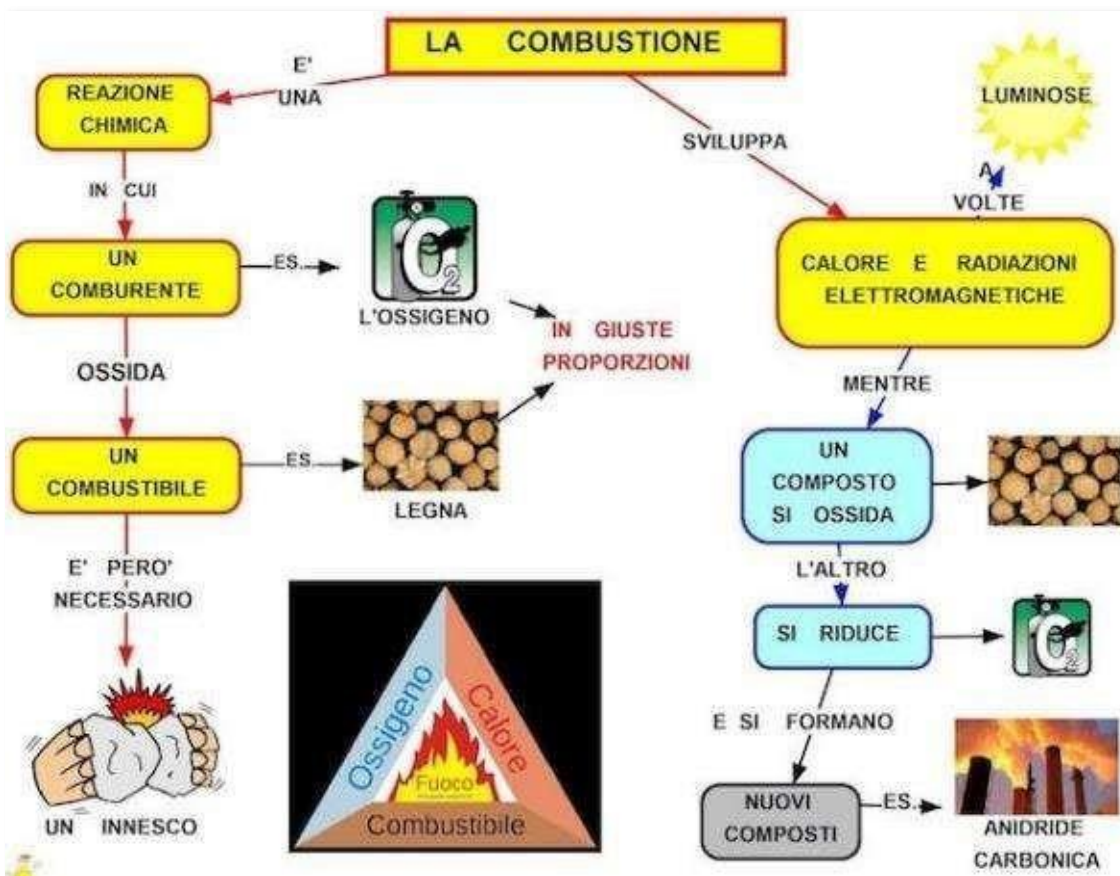 LA COMBUSTIONE
E'
UNA
REAZIONE
CHIMICA
IN CUI
UN
COMBURENTE
ES.
O2
L'OSSIGENO
IN GIUSTE
PROPORZIONI
OSSIDA
UN
COMBUSTIBILE
ES.
LEGNA
E' PERO'
NECESSARIO
UN INNESCO
Ossigeno
Calore
Fuoco
Combustibile
SVILUPPA
CALORE E RADIAZIONI
ELETTROMAGNETICHE
A
VOLTE
LUMINOSE
MENTRE
UN
COMPOSTO
SI OSSIDA
L'ALTRO
SI RIDUCE
O2
E SI FORMANO
NUOVI
COMPOSTI
ES.
ANIDRIDE
CARBONICA